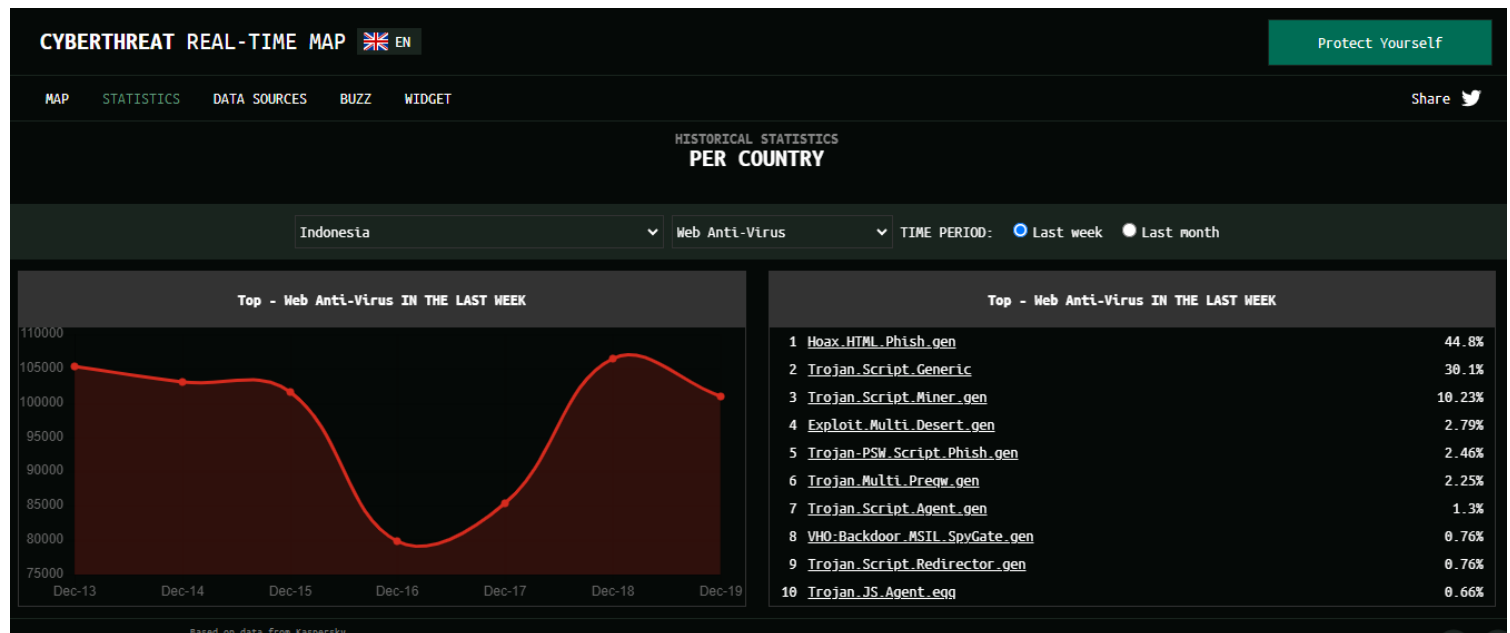 CYBERTHREAT REAL-TIME MAP EN
Protect Yourself
MAP STATISTICS DATA SOURCES BUZZ WIDGET
Share
HISTORICAL STATISTICS
PER COUNTRY
Indonesia Web Anti-Virus TIME PERIOD: Last week Last month
Top - Web Anti-Virus IN THE LAST WEEK
110000
105000
100000
95000
90000
85000
80000
75000
Dec-13 Dec-14 Dec-15 Dec-16 Dec-17 Dec-18 Dec-19
Top - Web Anti-Virus IN THE LAST WEEK
1 Hoax.HTML.Phish.gen 44.8%
2 Trojan.Script.Generic 30.1%
3 Trojan.Script.Miner.gen 10.23%
4 Exploit.Multi.Desert.gen 2.79%
5 Trojan-PSW.Script.Phish.gen 2.46%
6 Trojan.Multi.Preqw.gen 2.25%
7 Trojan.Script.Agent.gen 1.3%
8 VHO:Backdoor.MSIL.SpyGate.gen 0.76%
9 Trojan.Script.Redirector.gen 0.76%
10 Trojan.JS.Agent.eqq 0.66%
Based on data from Kaspersky